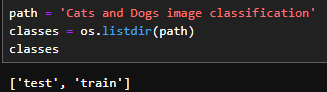 path = 'Cats and Dogs image classification'
classes = os.listdir(path)
classes
['test', 'train']